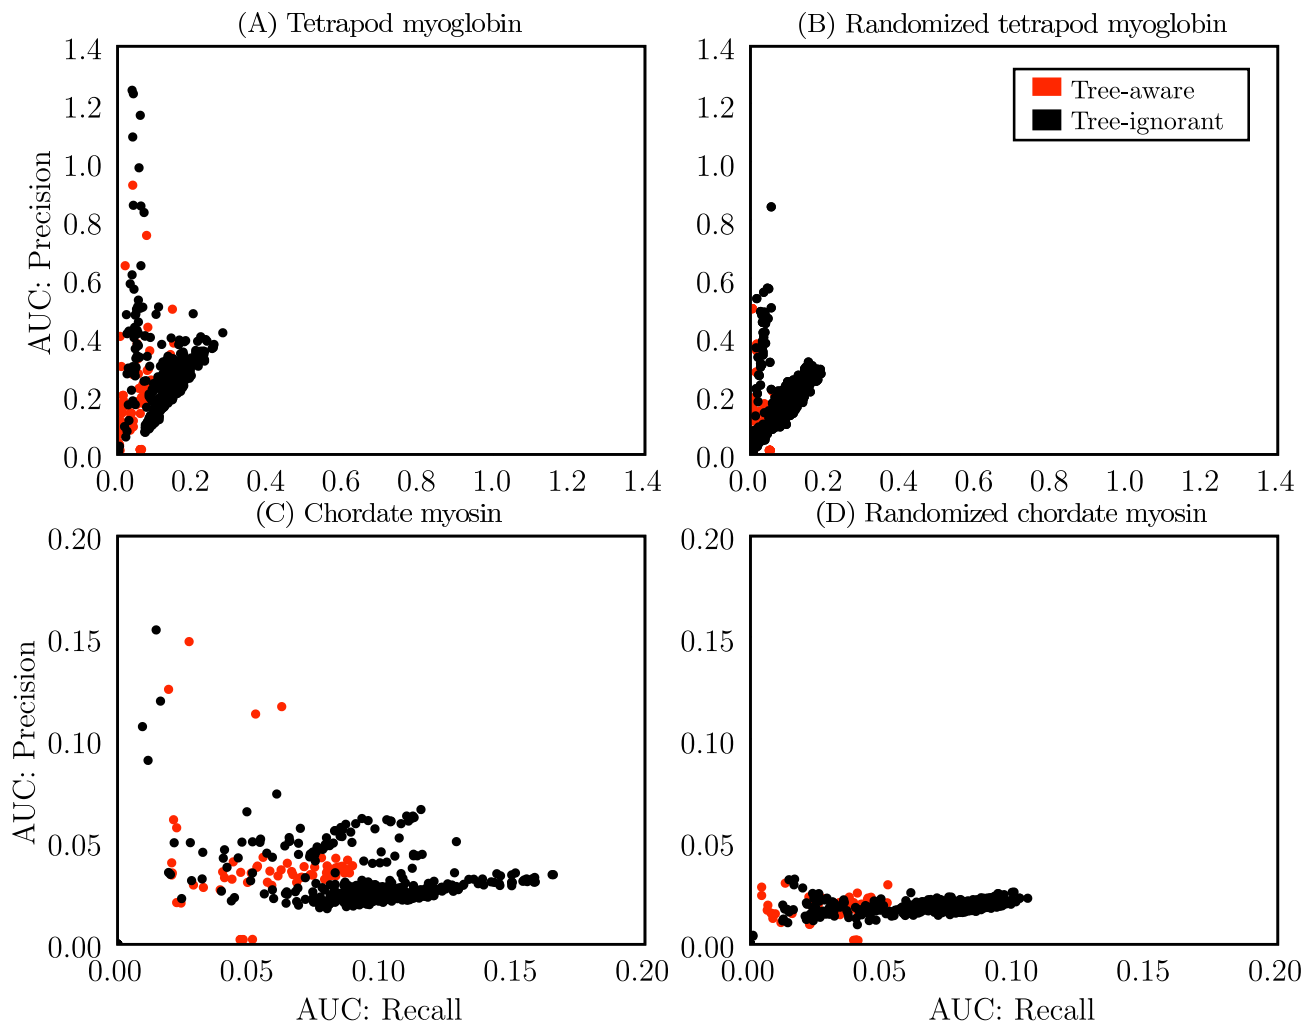 (A) Tetrapod myoglobin
(B) Randomized tetrapod myoglobin
1.4
1.2
1.0
0.8
0.6
0.4
0.2
0.0
AUC: Precision
0.0 0.2 0.4 0.6 0.8 1.0 1.2 1.4
1.4
1.2
1.0
0.8
0.6
0.4
0.2
0.0
Tree-aware
Tree-ignorant
0.0 0.2 0.4 0.6 0.8 1.0 1.2 1.4
(C) Chordate myosin
(D) Randomized chordate myosin
0.20
0.15
0.10
0.05
0.00
AUC: Precision
0.00 0.05 0.10 0.15 0.20
AUC: Recall
0.20
0.15
0.10
0.05
0.00
0.00 0.05 0.10 0.15 0.20
AUC: Recall